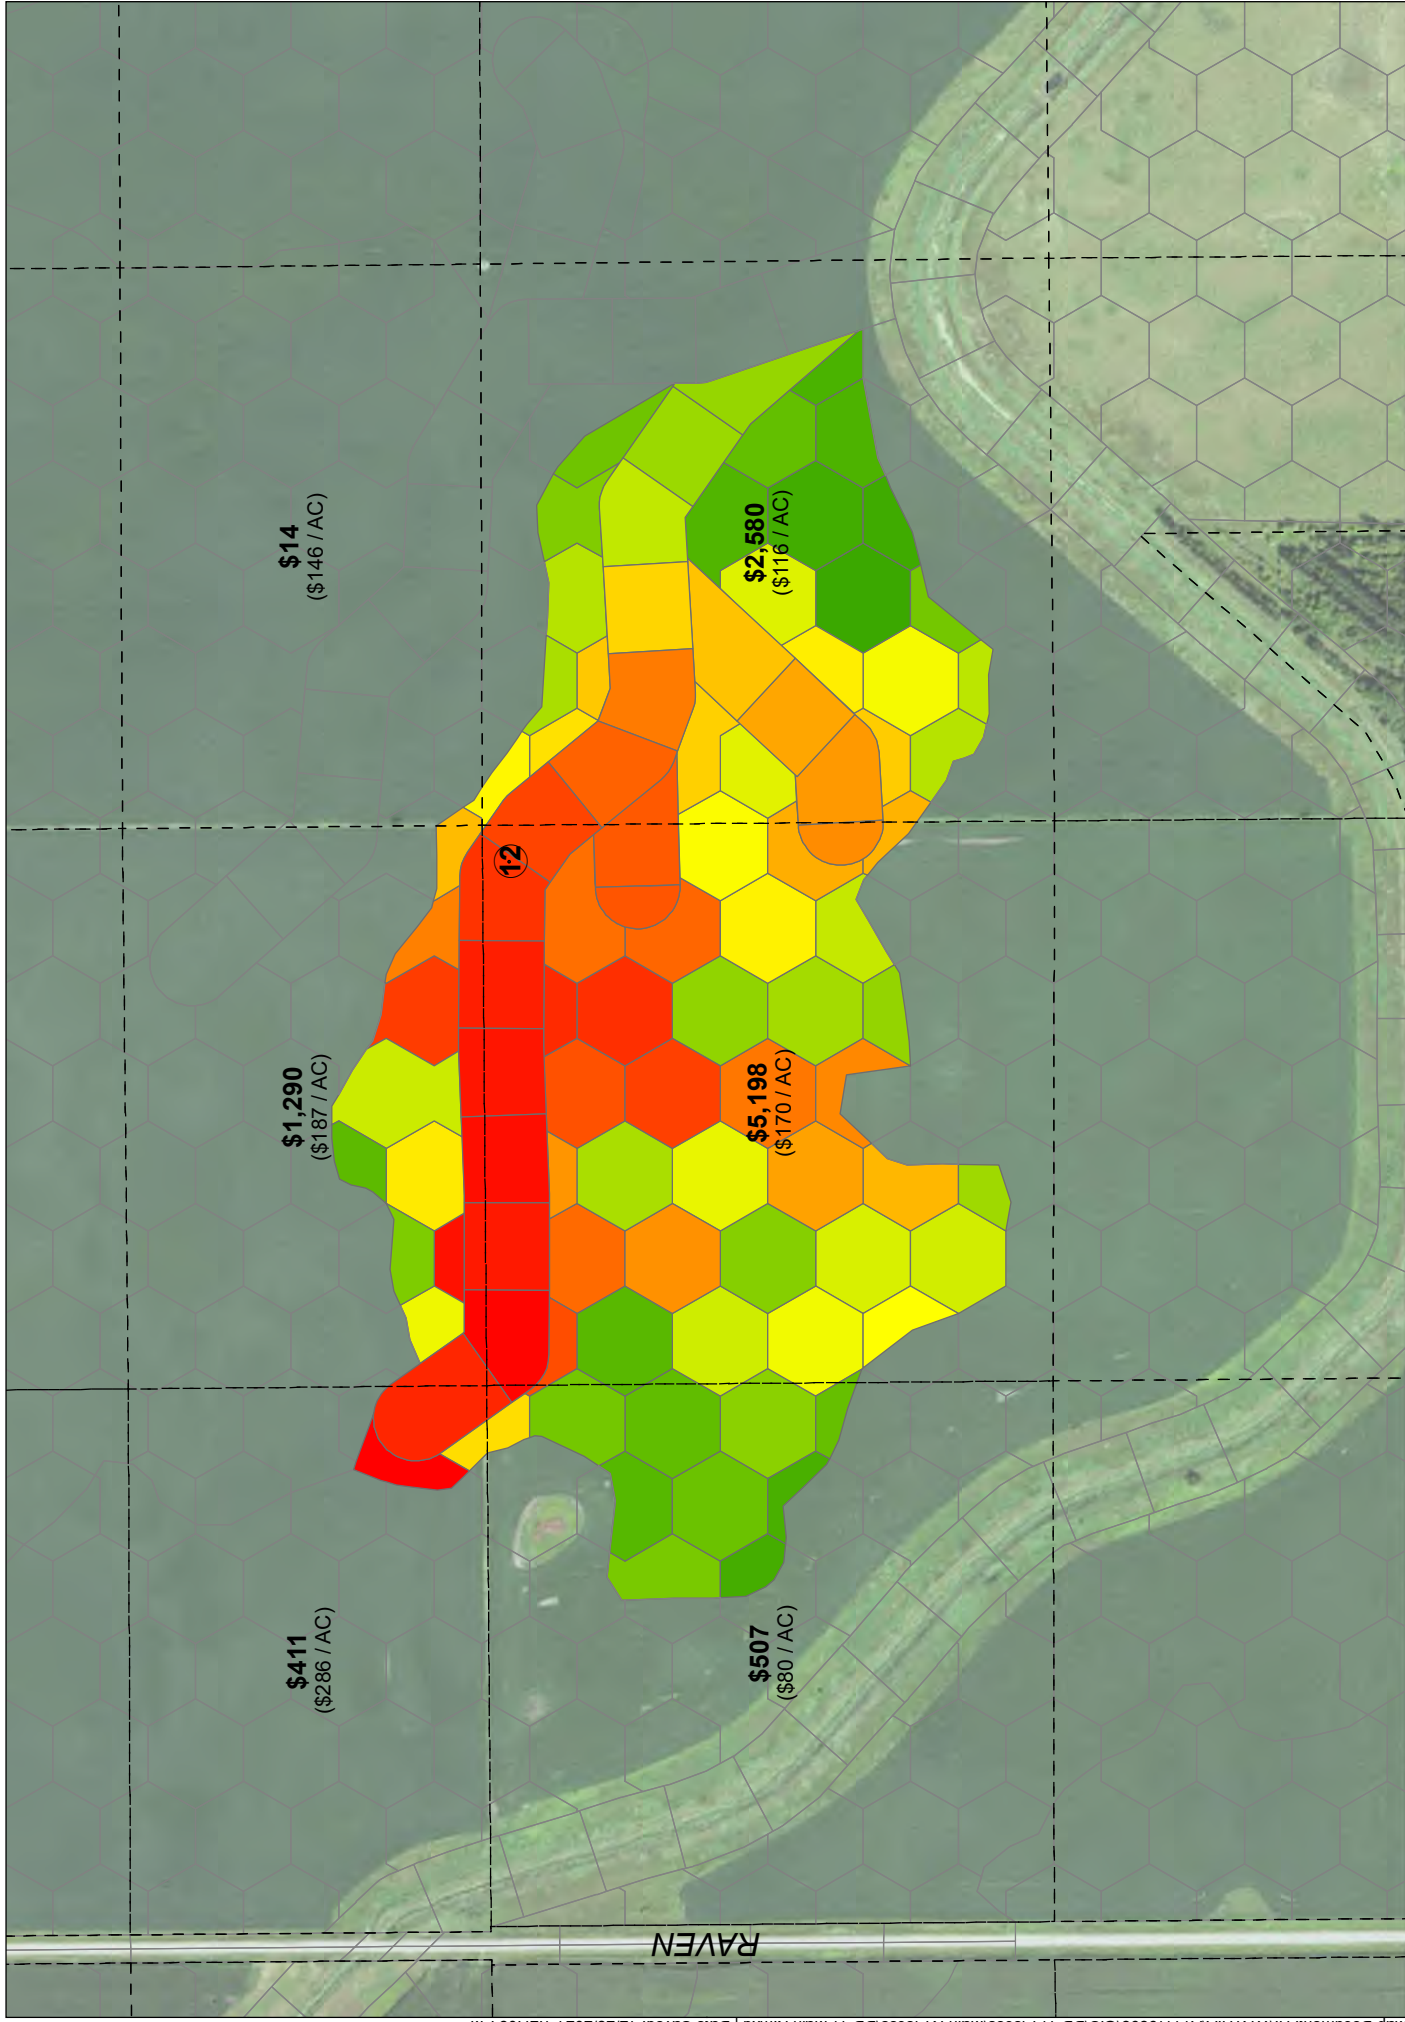 $411
($286 / AC)
$1,290
($187 / AC)
$14
($146 / AC)
12
$507
($80 / AC)
$5,198
($170 / AC)
$2,580
($116 / AC)
RAVEN